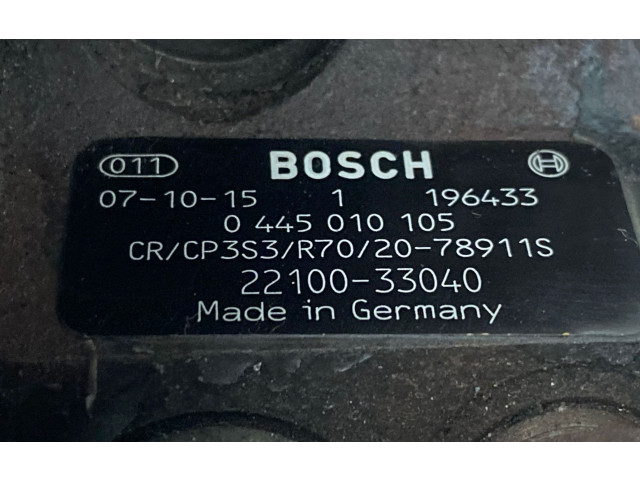 011 BOSCH
07-10-15 1 196433
0 445 010 105
CR/CP3S3/R70/20-78911S
22100-33040
Made in Germany